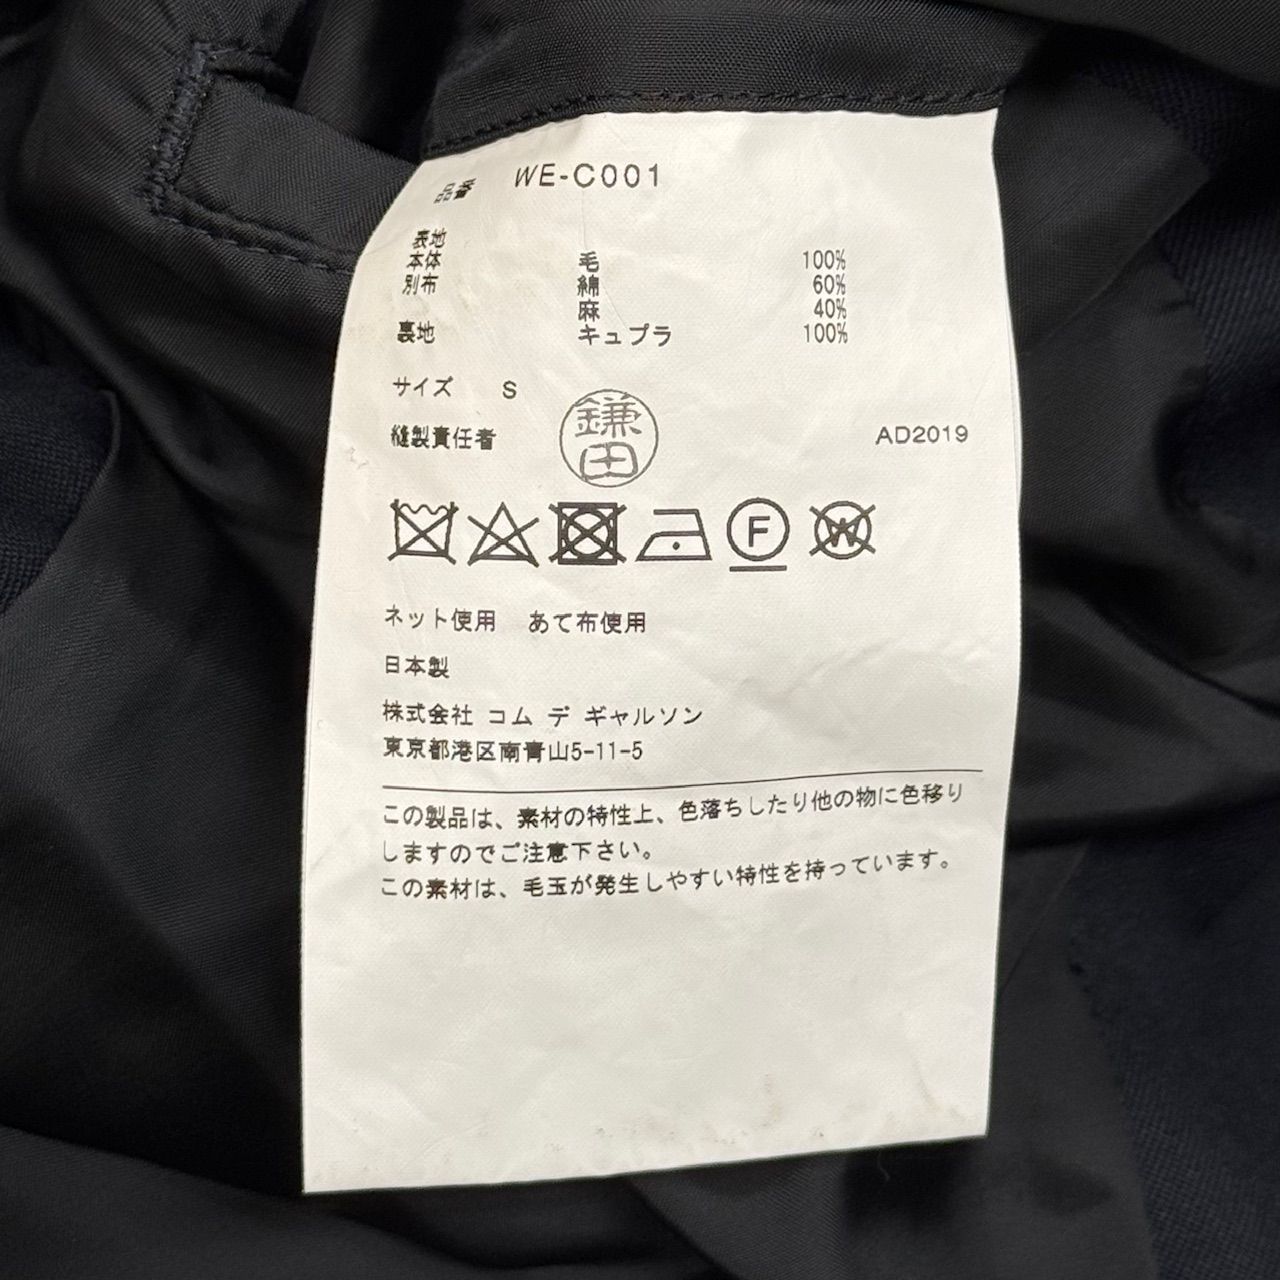 品番 WE-C001
表地
本体 毛 100%
別布 綿 60%
麻 40%
裏地 キュプラ 100%
サイズ S
縫製責任者 鎌田 AD2019
F W
ネット使用 あて布使用
日本製
株式会社 コム デ ギャルソン
東京都港区南青山5-11-5
この製品は、素材の特性上、色落ちしたり他の物に色移り
しますのでご注意下さい。
この素材は、毛玉が発生しやすい特性を持っています。